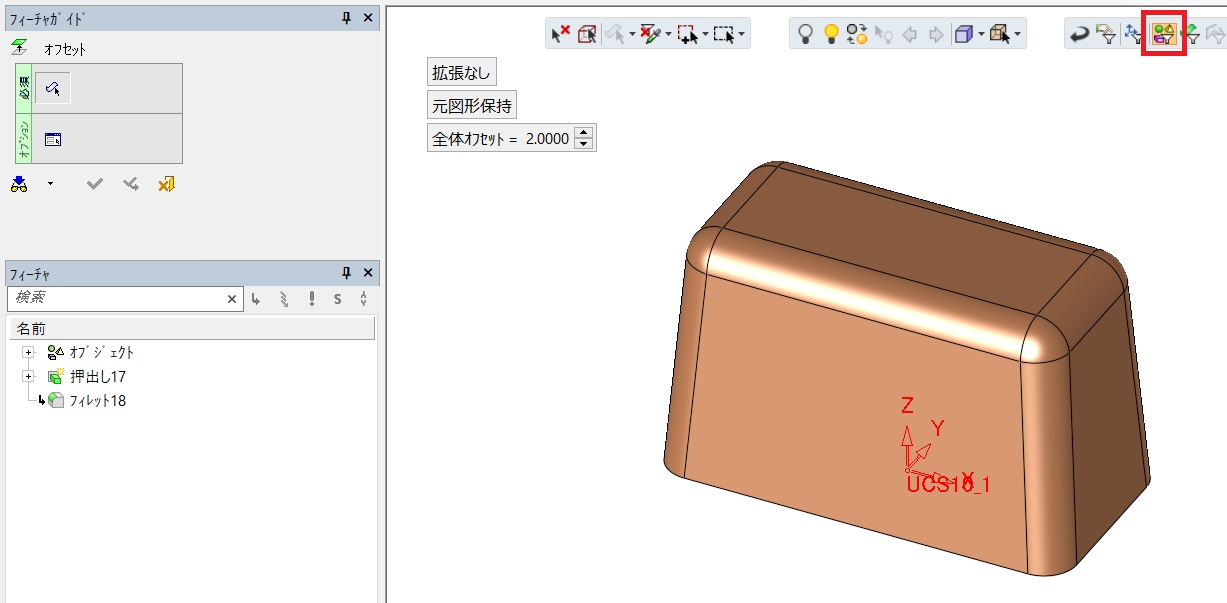 フィーチャガイド
オフセット
必須
オプション
フィーチャ
検索
S
名前
オブジェクト
押出し17
フィレット18
拡張なし
元図形保持
全体オフセット = 2.0000
Z
Y
X
UCS16_1